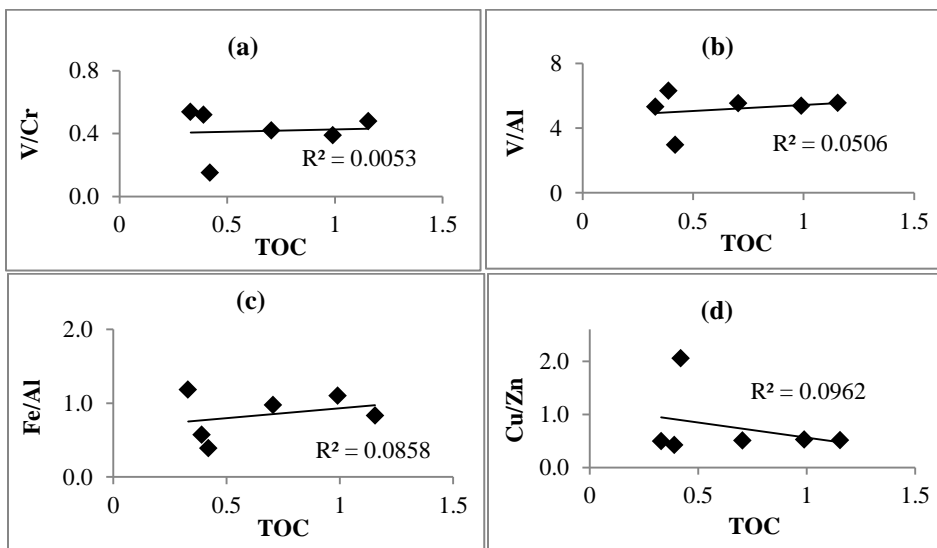 (a)
V/Cr
0.8
0.4
0.0
0
0.5
1
1.5
R² = 0.0053
TOC
(b)
V/Al
8
4
0
0
0.5
1
1.5
R² = 0.0506
TOC
(c)
Fe/Al
2.0
1.0
0.0
0
0.5
1
1.5
R² = 0.0858
TOC
(d)
Cu/Zn
2.0
1.0
0.0
0
0.5
1
1.5
R² = 0.0962
TOC